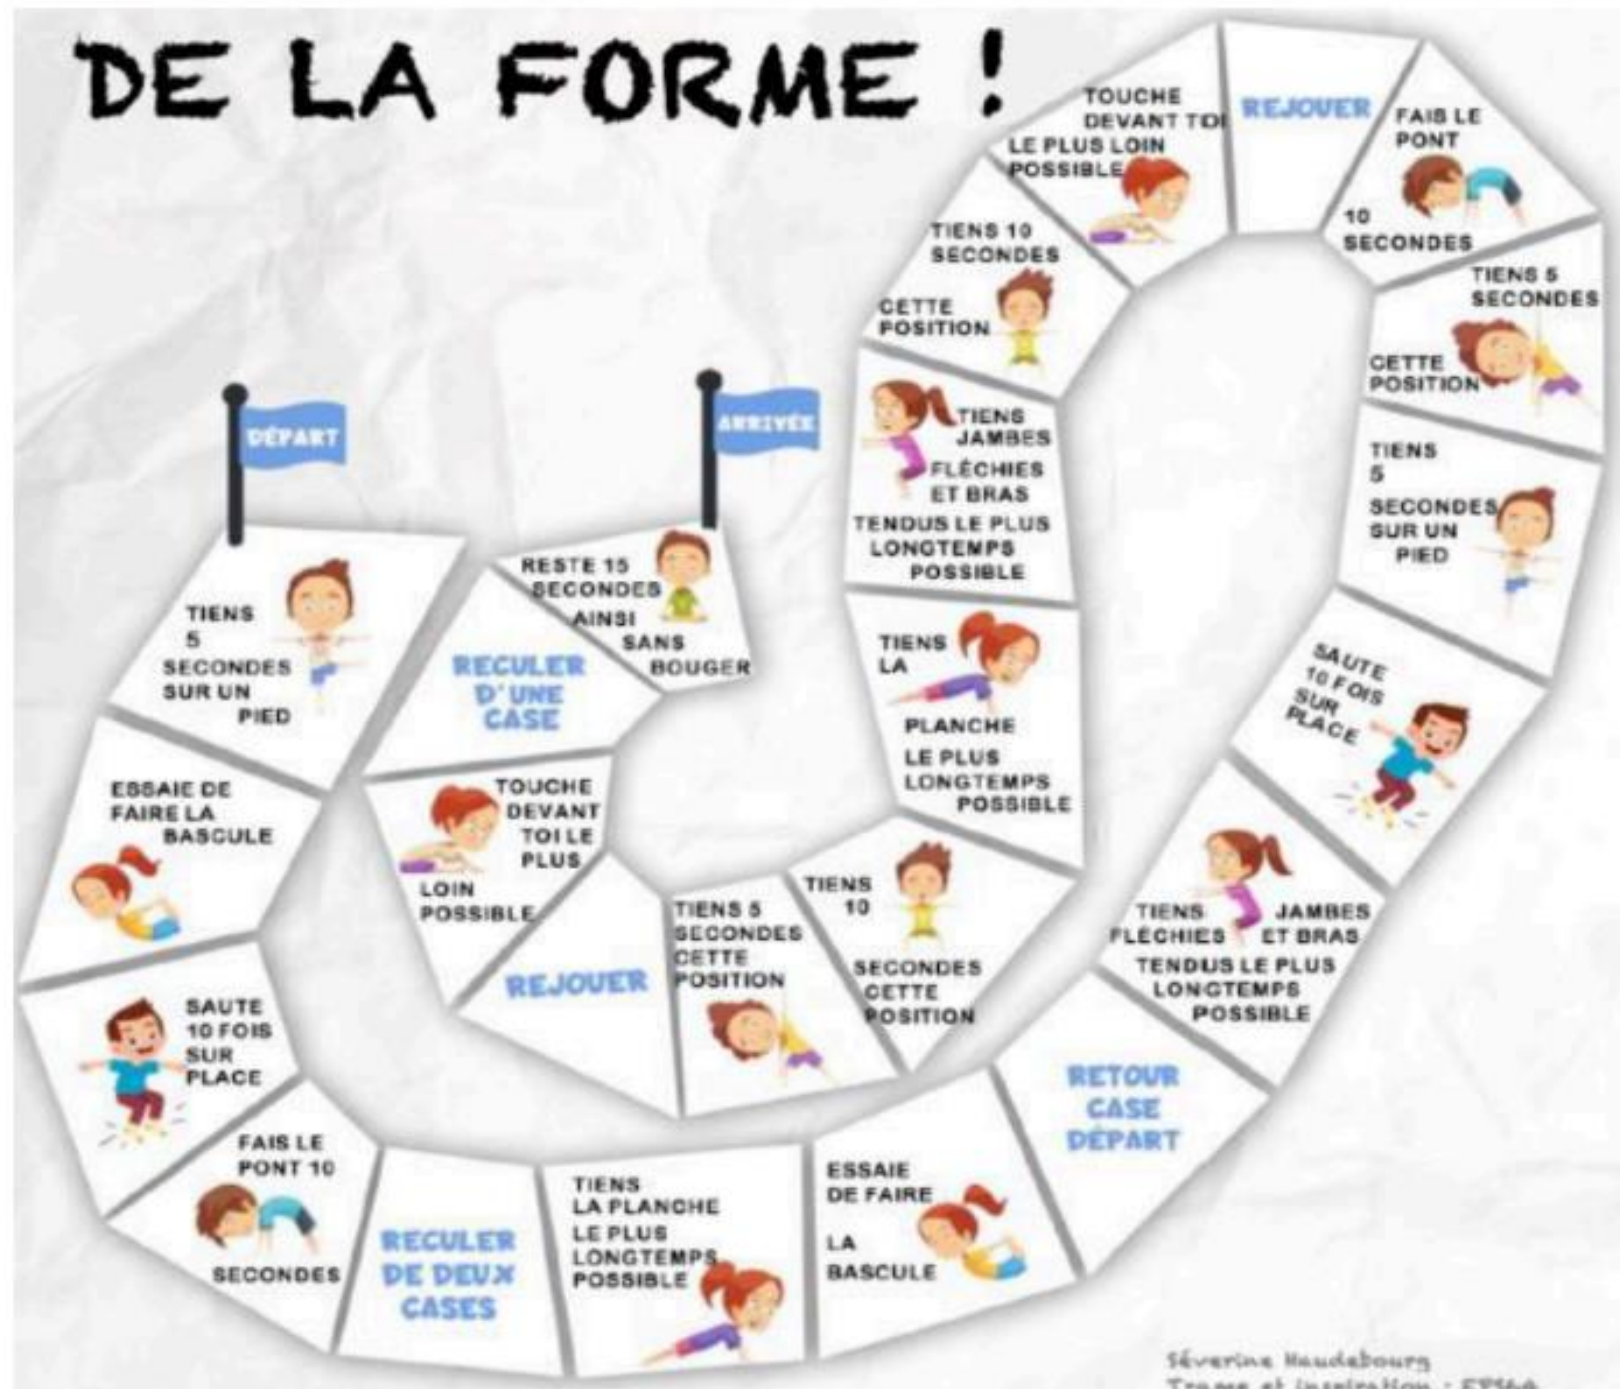 DE LA FORME !
DÉPART
TIENS
5
SECONDES
SUR UN
PIED
ESSAIE DE
FAIRE LA
BASCULE
SAUTE
10 FOIS
SUR
PLACE
FAIS LE
PONT 10
SECONDES
RECULER
DE DEUX
CASES
TIENS
LA PLANCHE
LE PLUS
LONGTEMPS
POSSIBLE
ESSAIE
DE FAIRE
LA
BASCULE
RETOUR
CASE
DÉPART
TIENS JAMBES
FLÉCHIES ET BRAS
TENDUS LE PLUS
LONGTEMPS
POSSIBLE
SAUTE
10 FOIS
SUR
PLACE
TIENS
5
SECONDES
SUR UN
PIED
TIENS 5
SECONDES
CETTE
POSITION
FAIS LE
PONT
10
SECONDES
REJOUER
TOUCHE
DEVANT TOI
LE PLUS LOIN
POSSIBLE
TIENS 10
SECONDES
CETTE
POSITION
TIENS
JAMBES
FLÉCHIES
ET BRAS
TENDUS LE PLUS
LONGTEMPS
POSSIBLE
TIENS
LA
PLANCHE
LE PLUS
LONGTEMPS
POSSIBLE
TIENS
10
SECONDES
CETTE
POSITION
TIENS 5
SECONDES
CETTE
POSITION
REJOUER
TOUCHE
DEVANT
TOI LE
PLUS
LOIN
POSSIBLE
RECULER
D'UNE
CASE
RESTE 15
SECONDES
AINSI
SANS
BOUGER
ARRIVÉE
Séverine Haudebourg
Trame et inspiration :